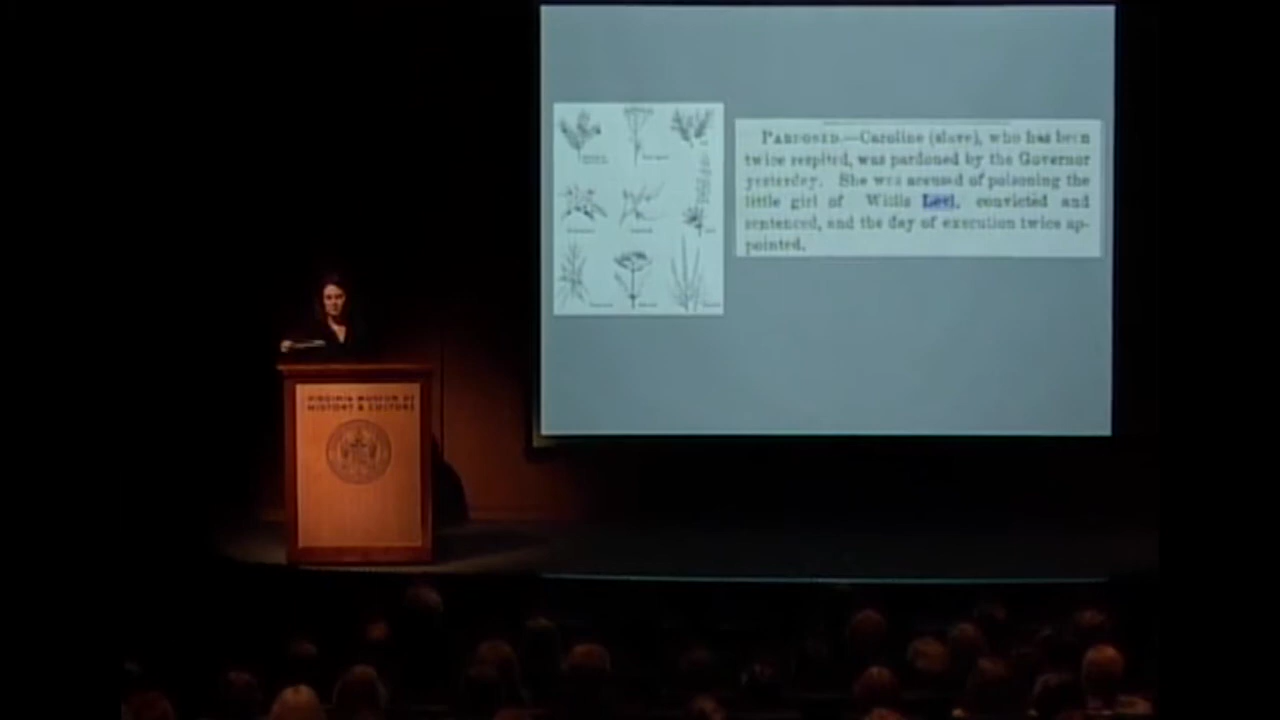 PARDONED.—Caroline (slave), who has been
twice respited, was pardoned by the Governor
yesterday. She was accused of poisoning the
little girl of Willis Levi, convicted and
sentenced, and the day of execution twice ap-
pointed.
VIRGINIA MUSEUM OF
HISTORY & CULTURE